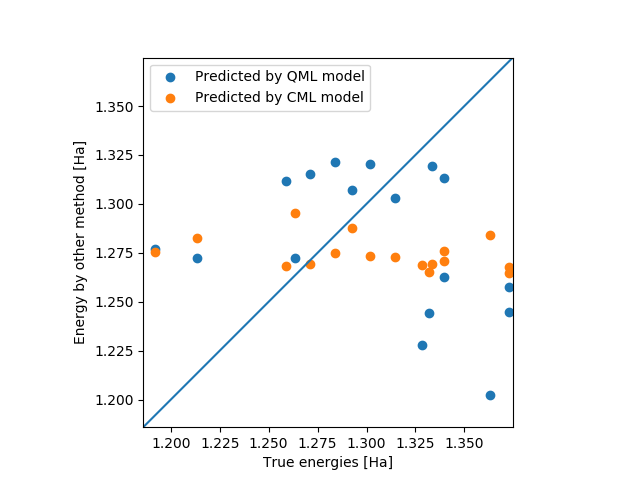 Predicted by QML model
Predicted by CML model
Energy by other method [Ha]
1.350
1.325
1.300
1.275
1.250
1.225
1.200
1.200 1.225 1.250 1.275 1.300 1.325 1.350
True energies [Ha]